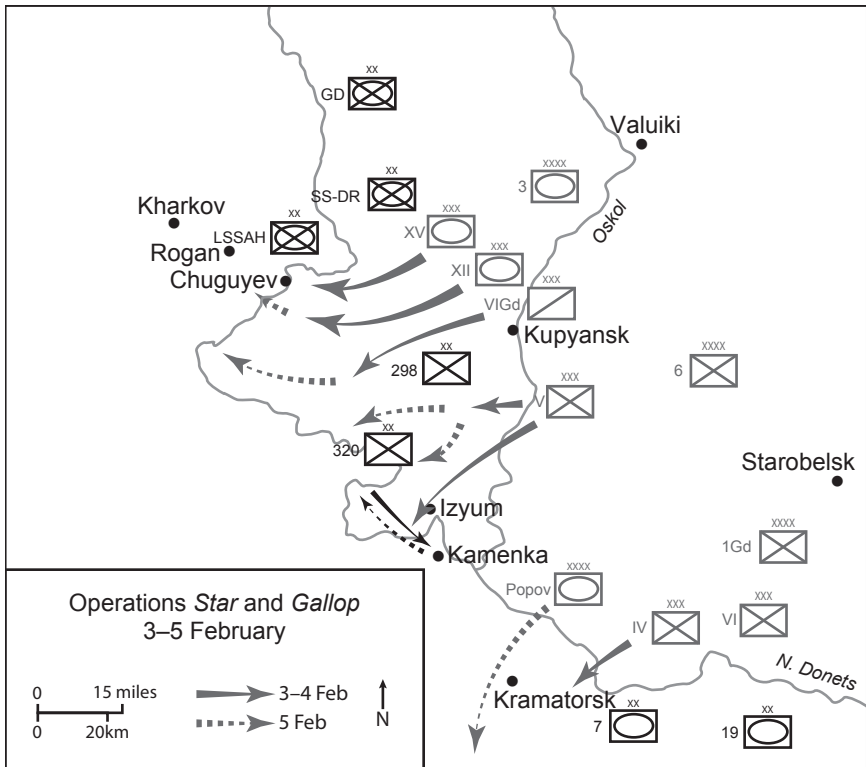 xx
GD
Valuiki
xxxx
3
xx
SS-DR
Oskol
Kharkov
xx
LSSAH
xxx
XV
Rogan
xxx
XII
Chuguyev
xxx
VIGd
Kupyansk
xx
298
xxxx
6
xxx
V
xx
320
Starobelsk
Izyum
xxxx
1Gd
Kamenka
xxxx
Popov
xxx
IV
xxx
VI
N. Donets
Kramatorsk
xx
7
xx
19
Operations Star and Gallop
3–5 February
0 15 miles
0 20km
3–4 Feb
5 Feb
N